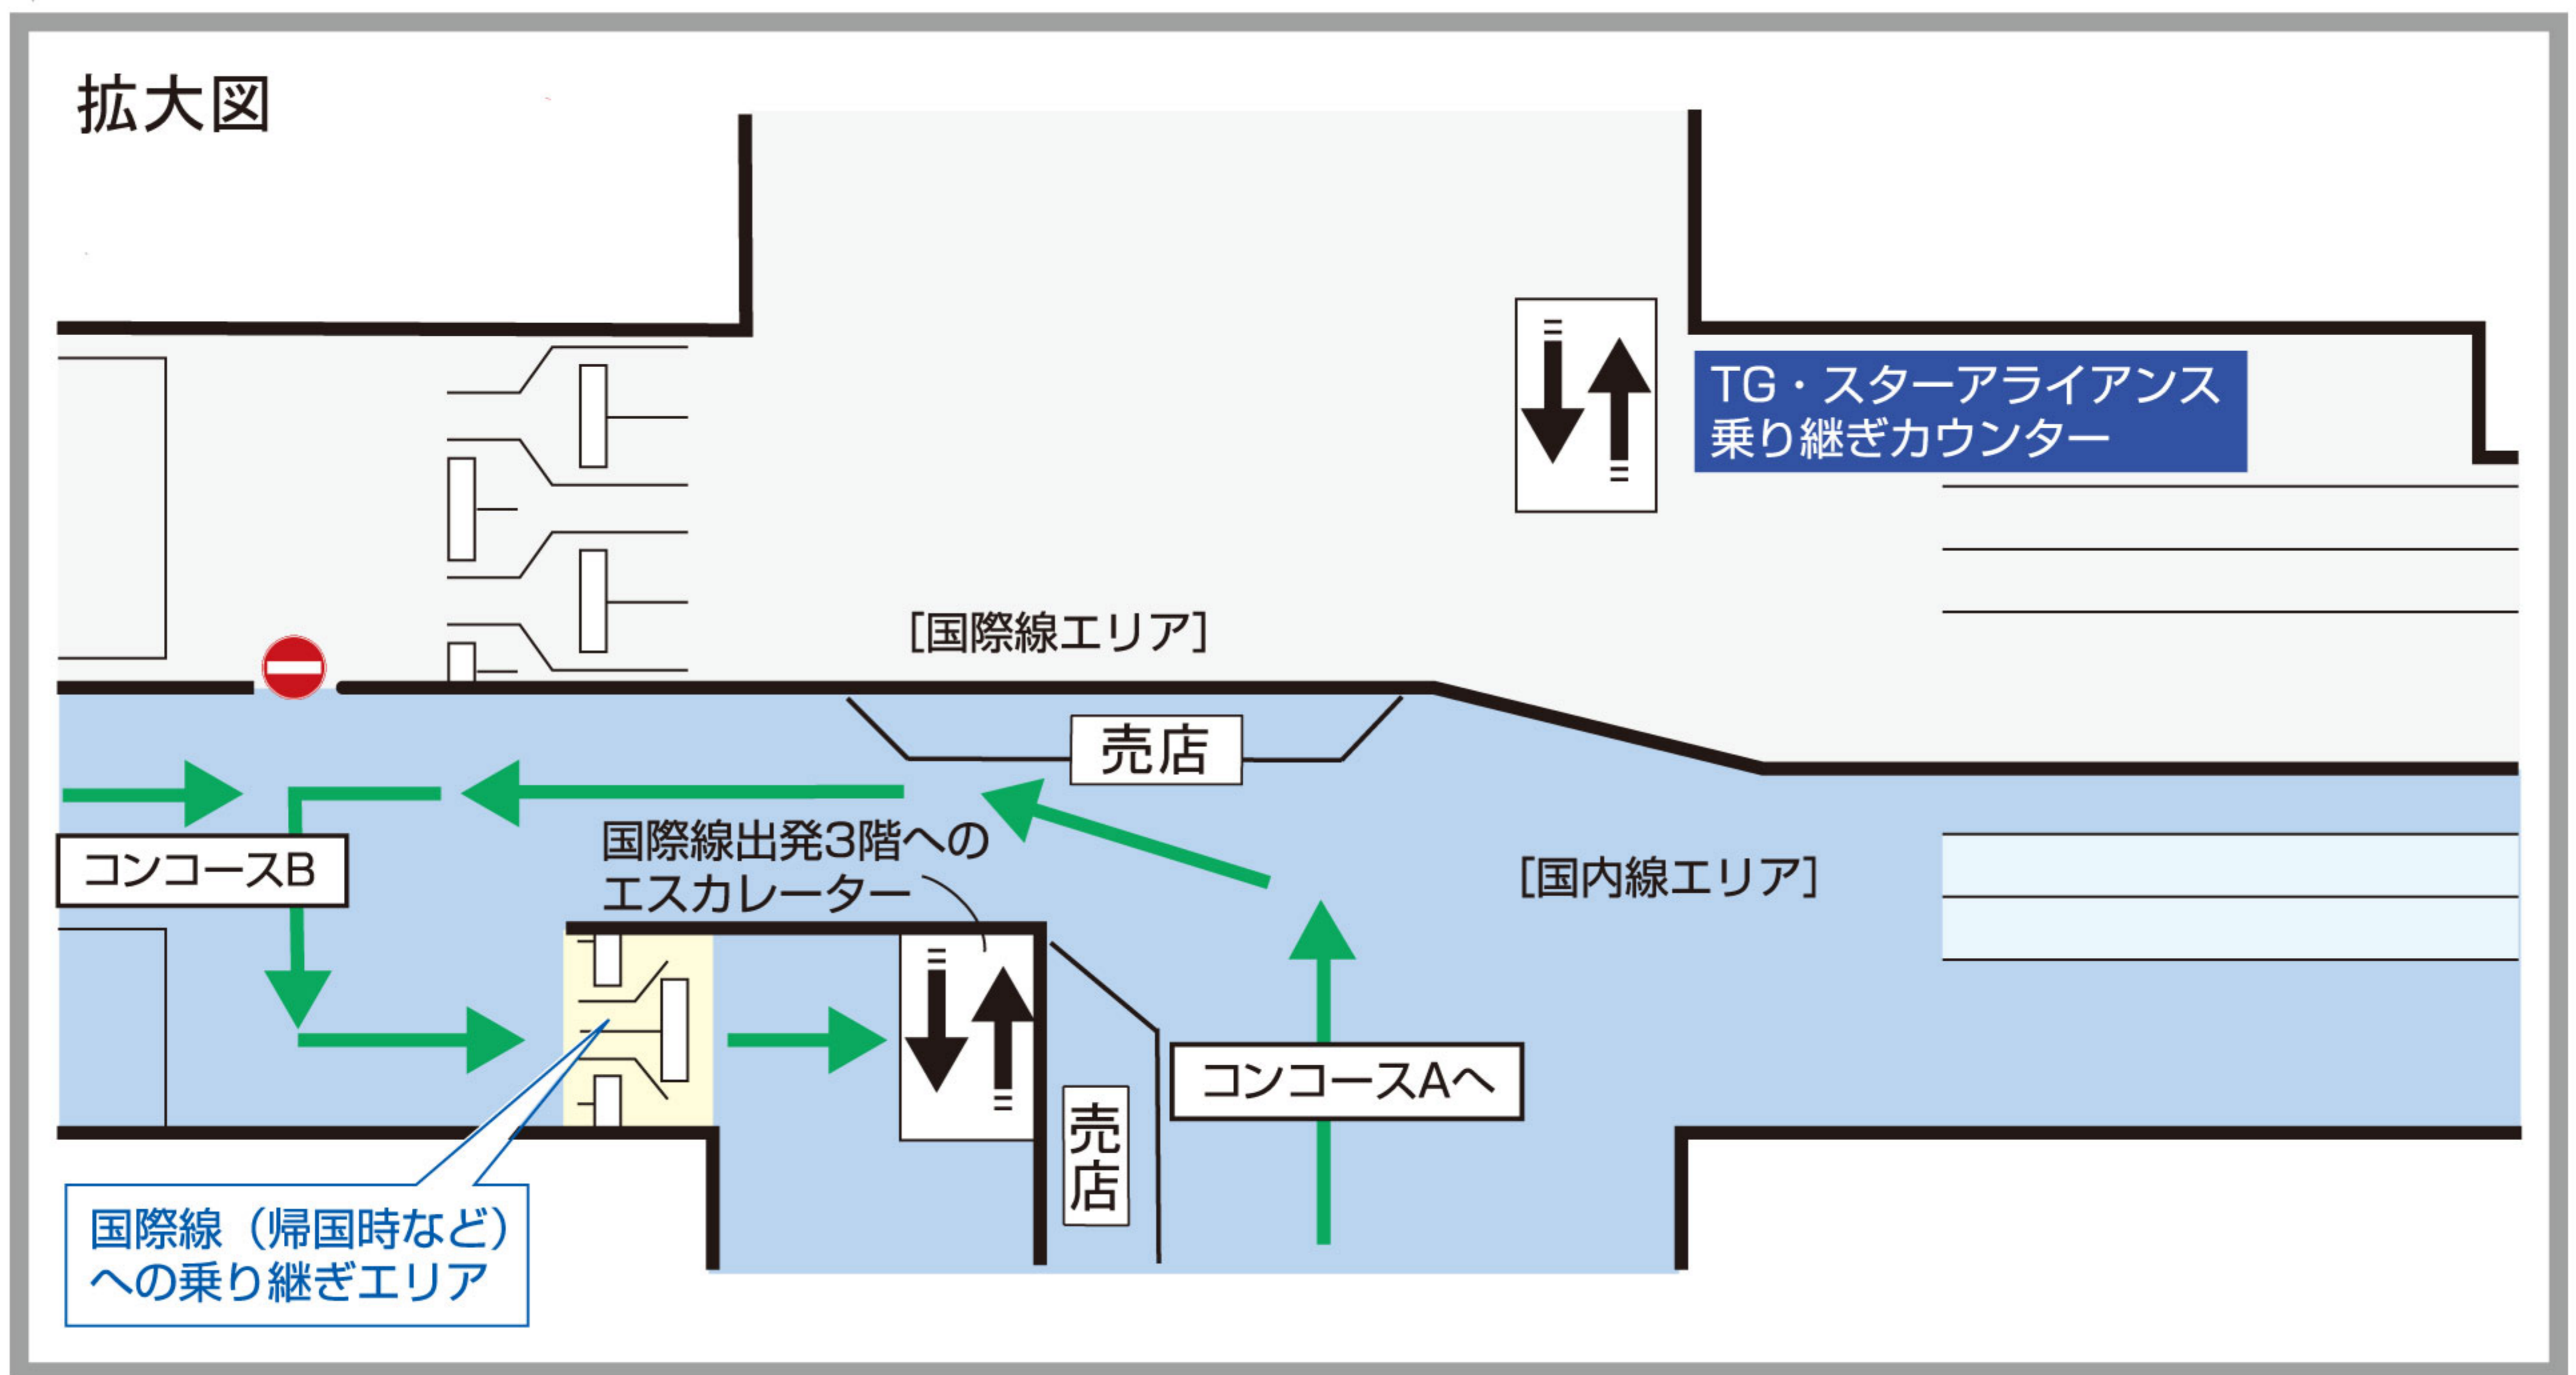 拡大図
TG・スターアライアンス
乗り継ぎカウンター
[国際線エリア]
売店
国際線出発3階への
エスカレーター
コンコースB
[国内線エリア]
コンコースAへ
売店
国際線（帰国時など）
への乗り継ぎエリア